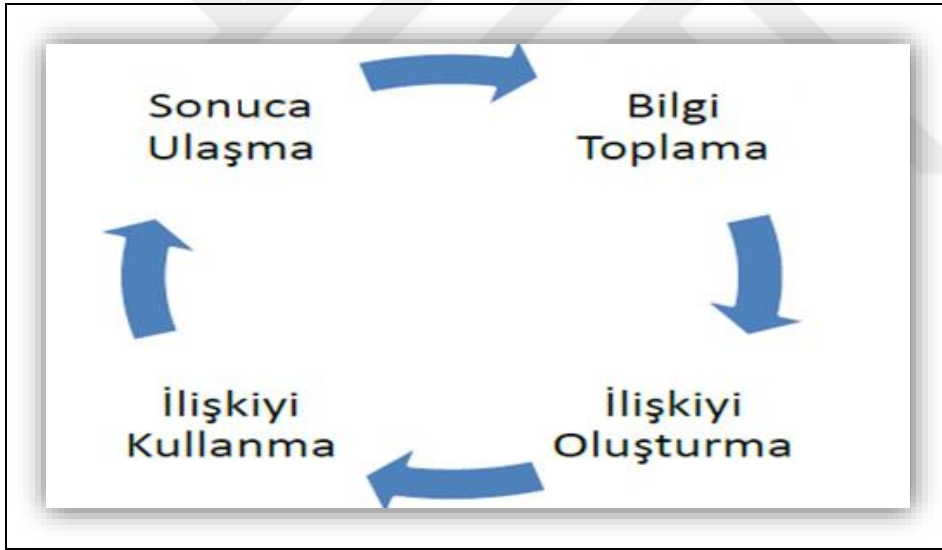 Sonuca
Ulaşma
Bilgi
Toplama
İlişkiyi
Kullanma
İlişkiyi
Oluşturma